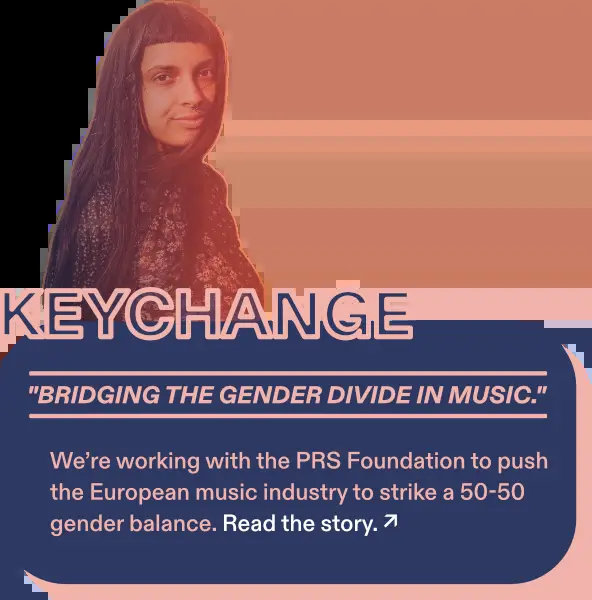 KEYCHANGE
"BRIDGING THE GENDER DIVIDE IN MUSIC."
We’re working with the PRS Foundation to push
the European music industry to strike a 50-50
gender balance. Read the story. ↗